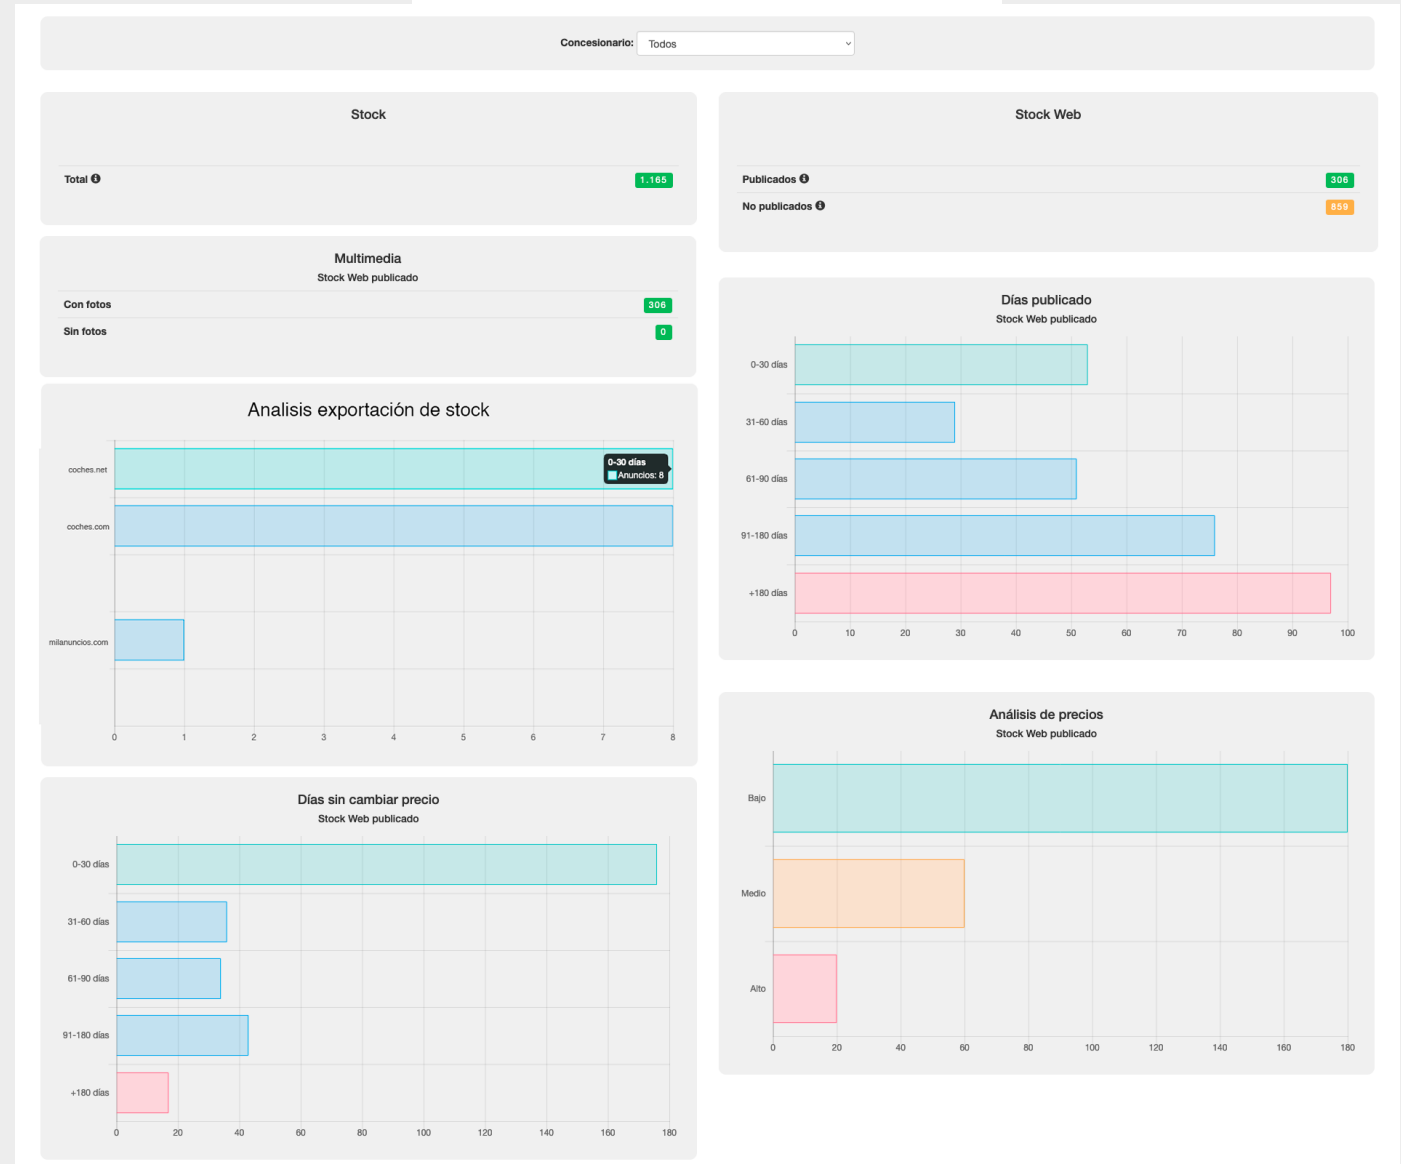 Concesionario: Todos
Stock
Total
1.165
Stock Web
Publicados
306
No publicados
859
Multimedia
Stock Web publicado
Con fotos
306
Sin fotos
0
Días publicado
Stock Web publicado
0-30 días
31-60 días
61-90 días
91-180 días
+180 días
0 10 20 30 40 50 60 70 80 90 100
Analisis exportación de stock
coches.net
0-30 días
Anuncios: 8
coches.com
milanuncios.com
0 1 2 3 4 5 6 7 8
Análisis de precios
Stock Web publicado
Bajo
Medio
Alto
0 20 40 60 80 100 120 140 160 180
Días sin cambiar precio
Stock Web publicado
0-30 días
31-60 días
61-90 días
91-180 días
+180 días
0 20 40 60 80 100 120 140 160 180